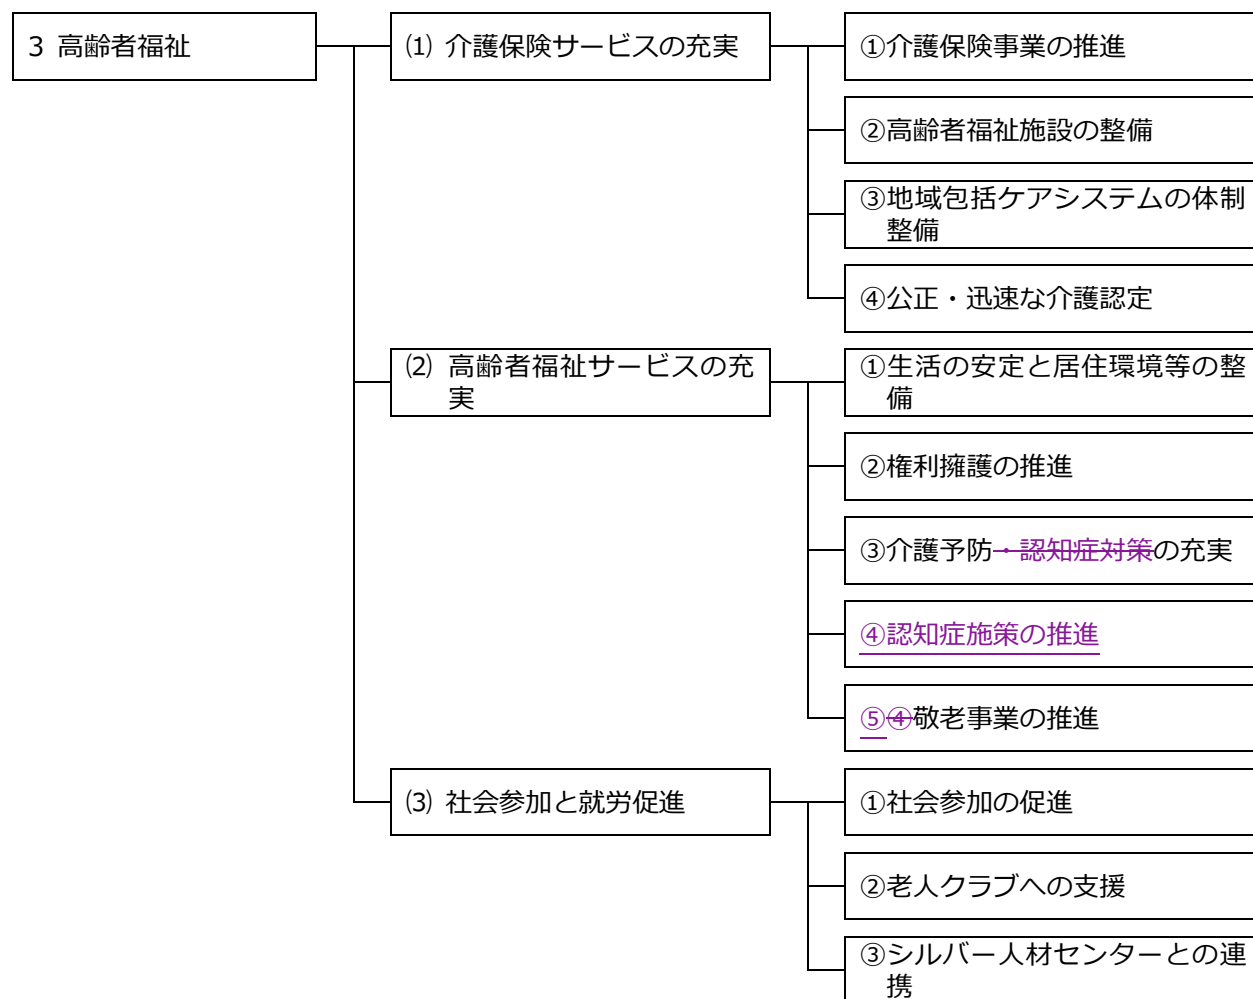 3 高齢者福祉
⑴ 介護保険サービスの充実
①介護保険事業の推進
②高齢者福祉施設の整備
③地域包括ケアシステムの体制
整備
④公正・迅速な介護認定
⑵ 高齢者福祉サービスの充
実
①生活の安定と居住環境等の整
備
②権利擁護の推進
③介護予防・認知症対策の充実
④認知症施策の推進
⑤④敬老事業の推進
⑶ 社会参加と就労促進
①社会参加の促進
②老人クラブへの支援
③シルバー人材センターとの連
携